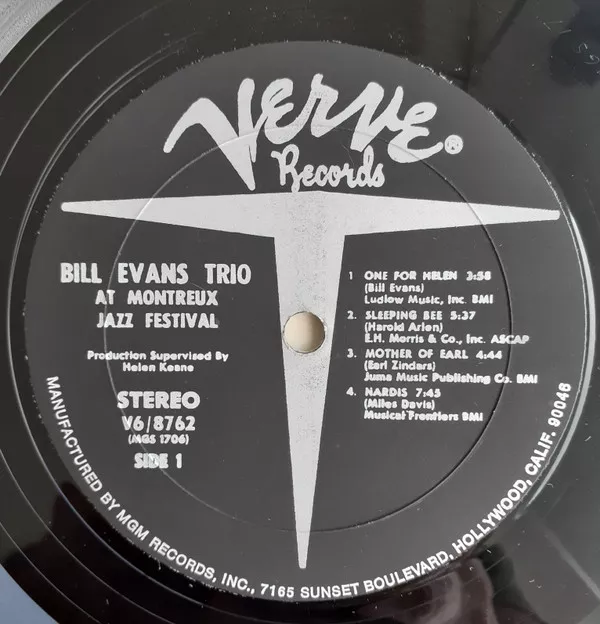 VERVE®
Records
BILL EVANS TRIO
AT MONTREUX
JAZZ FESTIVAL
Production Supervised By
Helen Keane
STEREO
V6/8762
(MGS 1706)
SIDE 1
1 ONE FOR HELEN 3:58
(Bill Evans)
Ludlow Music, Inc. BMI
2. SLEEPING BEE 5:37
(Harold Arlen)
E.H. Morris & Co., Inc. ASCAP
3. MOTHER OF EARL 4:44
(Earl Zinders)
Juma Music Publishing Co. BMI
4. NARDIS 7:45
(Miles Davis)
Musical Frontiers BMI
MANUFACTURED BY MGM RECORDS, INC., 7165 SUNSET BOULEVARD, HOLLYWOOD, CALIF. 90046